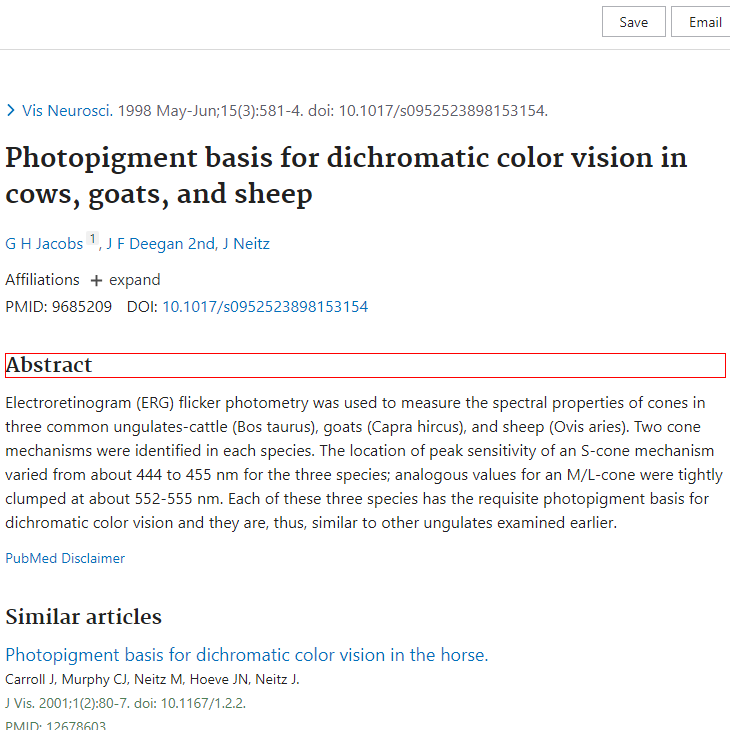 Save
Email
Vis Neurosci. 1998 May-Jun;15(3):581-4. doi: 10.1017/s0952523898153154.
Photopigment basis for dichromatic color vision in
cows, goats, and sheep
G H Jacobs 1, J F Deegan 2nd, J Neitz
Affiliations + expand
PMID: 9685209 DOI: 10.1017/s0952523898153154
Abstract
Electroretinogram (ERG) flicker photometry was used to measure the spectral properties of cones in
three common ungulates-cattle (Bos taurus), goats (Capra hircus), and sheep (Ovis aries). Two cone
mechanisms were identified in each species. The location of peak sensitivity of an S-cone mechanism
varied from about 444 to 455 nm for the three species; analogous values for an M/L-cone were tightly
clumped at about 552-555 nm. Each of these three species has the requisite photopigment basis for
dichromatic color vision and they are, thus, similar to other ungulates examined earlier.
PubMed Disclaimer
Similar articles
Photopigment basis for dichromatic color vision in the horse.
Carroll J, Murphy CJ, Neitz M, Hoeve JN, Neitz J.
J Vis. 2001;1(2):80-7. doi: 10.1167/1.2.2.
PMID: 12678603